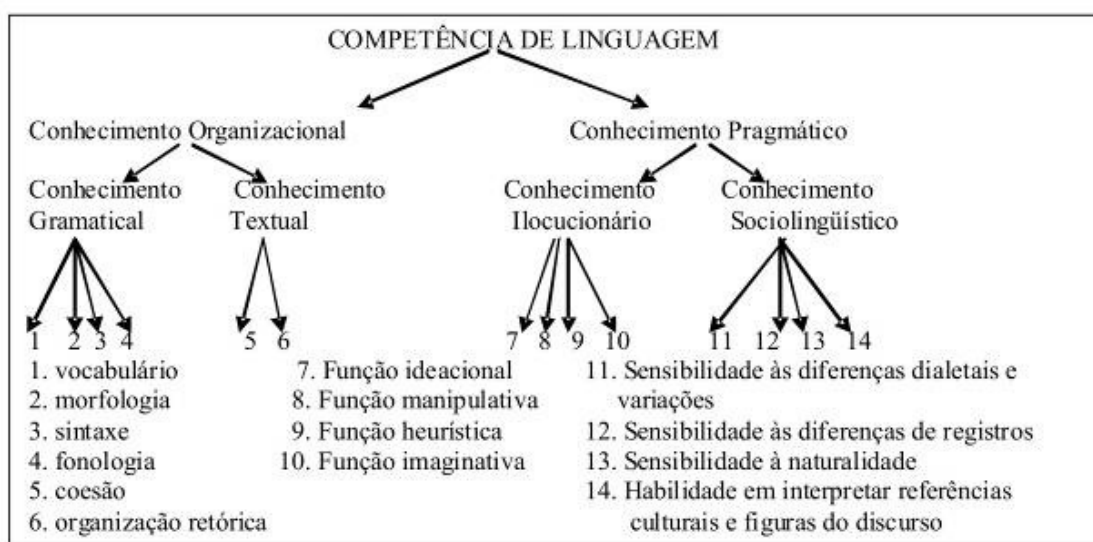 COMPETÊNCIA DE LINGUAGEM
Conhecimento Organizacional Conhecimento Pragmático
Conhecimento Conhecimento Conhecimento Conhecimento
Gramatical Textual Ilocucionário Sociolingüístico
1 2 3 4 5 6 7 8 9 10 11 12 13 14
1. vocabulário 7. Função ideacional 11. Sensibilidade às diferenças dialetais e
2. morfologia 8. Função manipulativa variações
3. sintaxe 9. Função heurística 12. Sensibilidade às diferenças de registros
4. fonologia 10. Função imaginativa 13. Sensibilidade à naturalidade
5. coesão 14. Habilidade em interpretar referências
6. organização retórica culturais e figuras do discurso